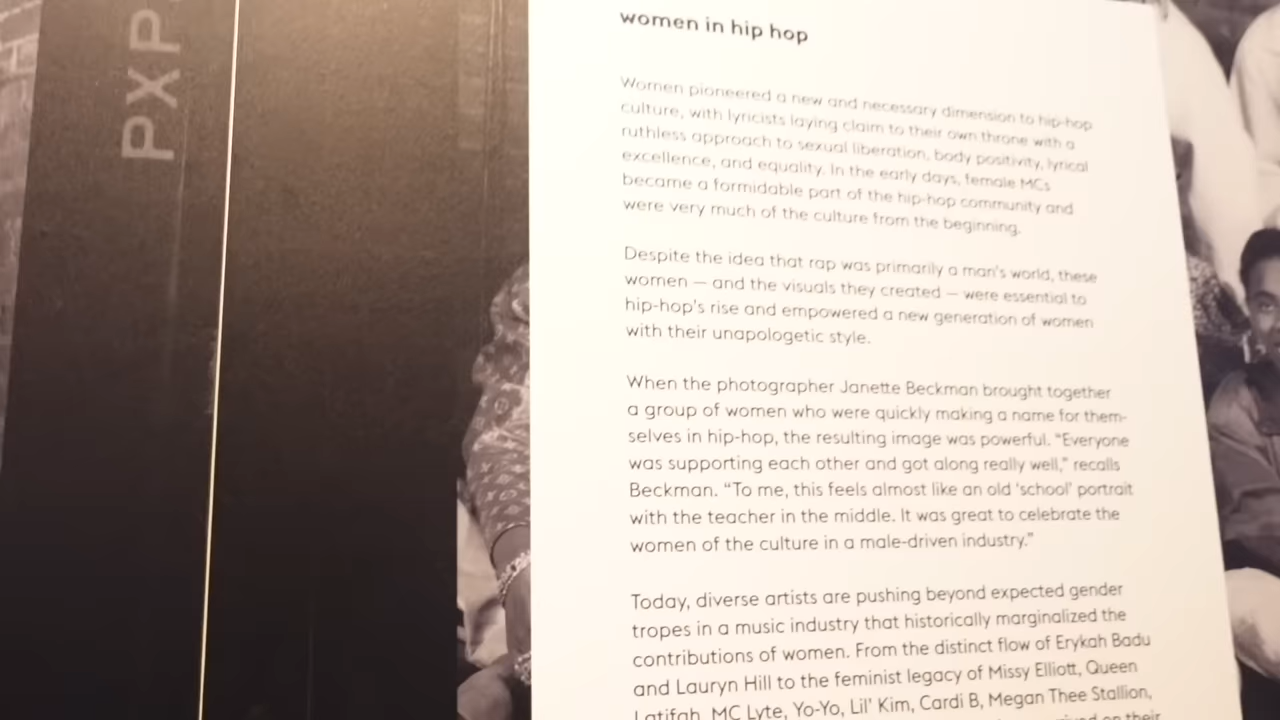 PXP
women in hip hop
Women pioneered a new and necessary dimension to hip-hop
culture, with lyricists laying claim to their own throne with a
ruthless approach to sexual liberation, body positivity, lyrical
excellence, and equality. In the early days, female MCs
became a formidable part of the hip-hop community and
were very much of the culture from the beginning.
Despite the idea that rap was primarily a man's world, these
women — and the visuals they created — were essential to
hip-hop's rise and empowered a new generation of women
with their unapologetic style.
When the photographer Janette Beckman brought together
a group of women who were quickly making a name for them-
selves in hip-hop, the resulting image was powerful. "Everyone
was supporting each other and got along really well," recalls
Beckman. "To me, this feels almost like an old 'school' portrait
with the teacher in the middle. It was great to celebrate the
women of the culture in a male-driven industry."
Today, diverse artists are pushing beyond expected gender
tropes in a music industry that historically marginalized the
contributions of women. From the distinct flow of Erykah Badu
and Lauryn Hill to the feminist legacy of Missy Elliott, Queen
Latifah, MC Lyte, Yo-Yo, Lil' Kim, Cardi B, Megan Thee Stallion,
on their